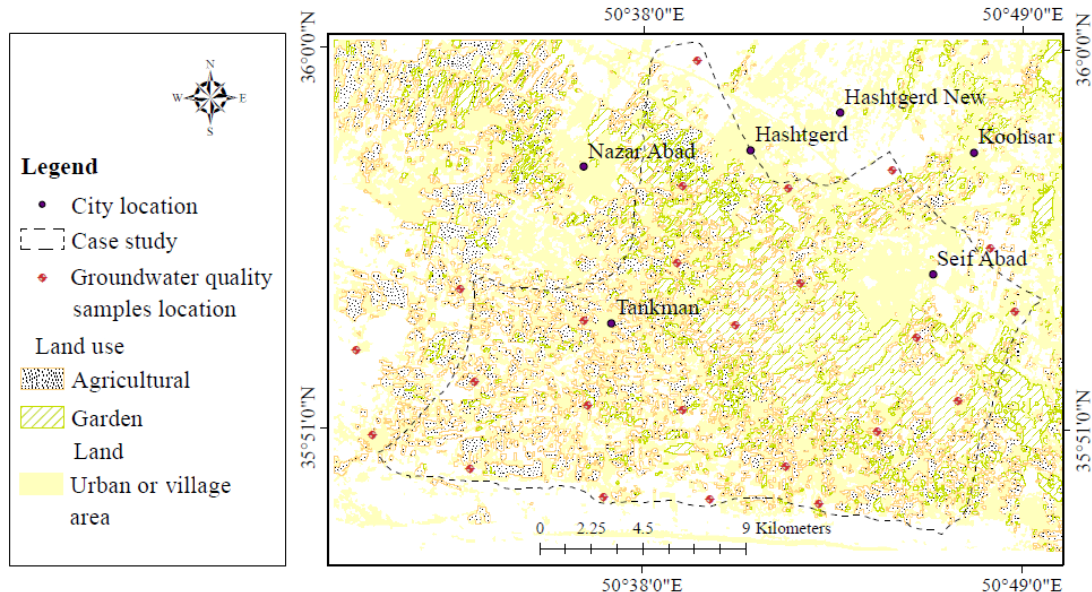 50°38'0"E
50°49'0"E
36°0'0"N
36°0'0"N
N
W
E
S
Legend
City location
Case study
Groundwater quality
samples location
Land use
Agricultural
Garden
Land
Urban or village
area
Hashtgerd New
Hashtgerd
Koohsar
Nazar Abad
Seif Abad
Tankman
35°51'0"N
35°51'0"N
0 2.25 4.5 9 Kilometers
50°38'0"E
50°49'0"E